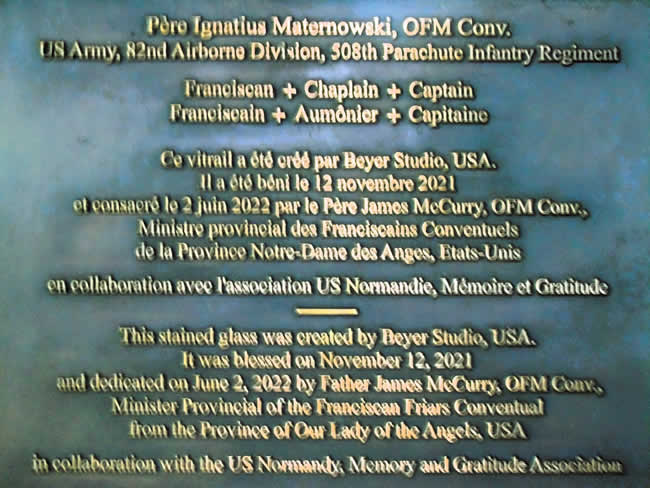 Père Ignatius Maternowski, OFM Conv.
US Army, 82nd Airborne Division, 508th Parachute Infantry Regiment
Franciscan + Chaplain + Captain
Franciscain + Aumônier + Capitaine
Ce vitrail a été créé par Beyer Studio, USA.
Il a été béni le 12 novembre 2021
et consacré le 2 juin 2022 par le Père James McCurry, OFM Conv.,
Ministre provincial des Franciscains Conventuels
de la Province Notre-Dame des Anges, Etats-Unis
en collaboration avec l'association US Normandie, Mémoire et Gratitude
This stained glass was created by Beyer Studio, USA.
It was blessed on November 12, 2021
and dedicated on June 2, 2022 by Father James McCurry, OFM Conv.,
Minister Provincial of the Franciscan Friars Conventual
from the Province of Our Lady of the Angels, USA
in collaboration with the US Normandy, Memory and Gratitude Association